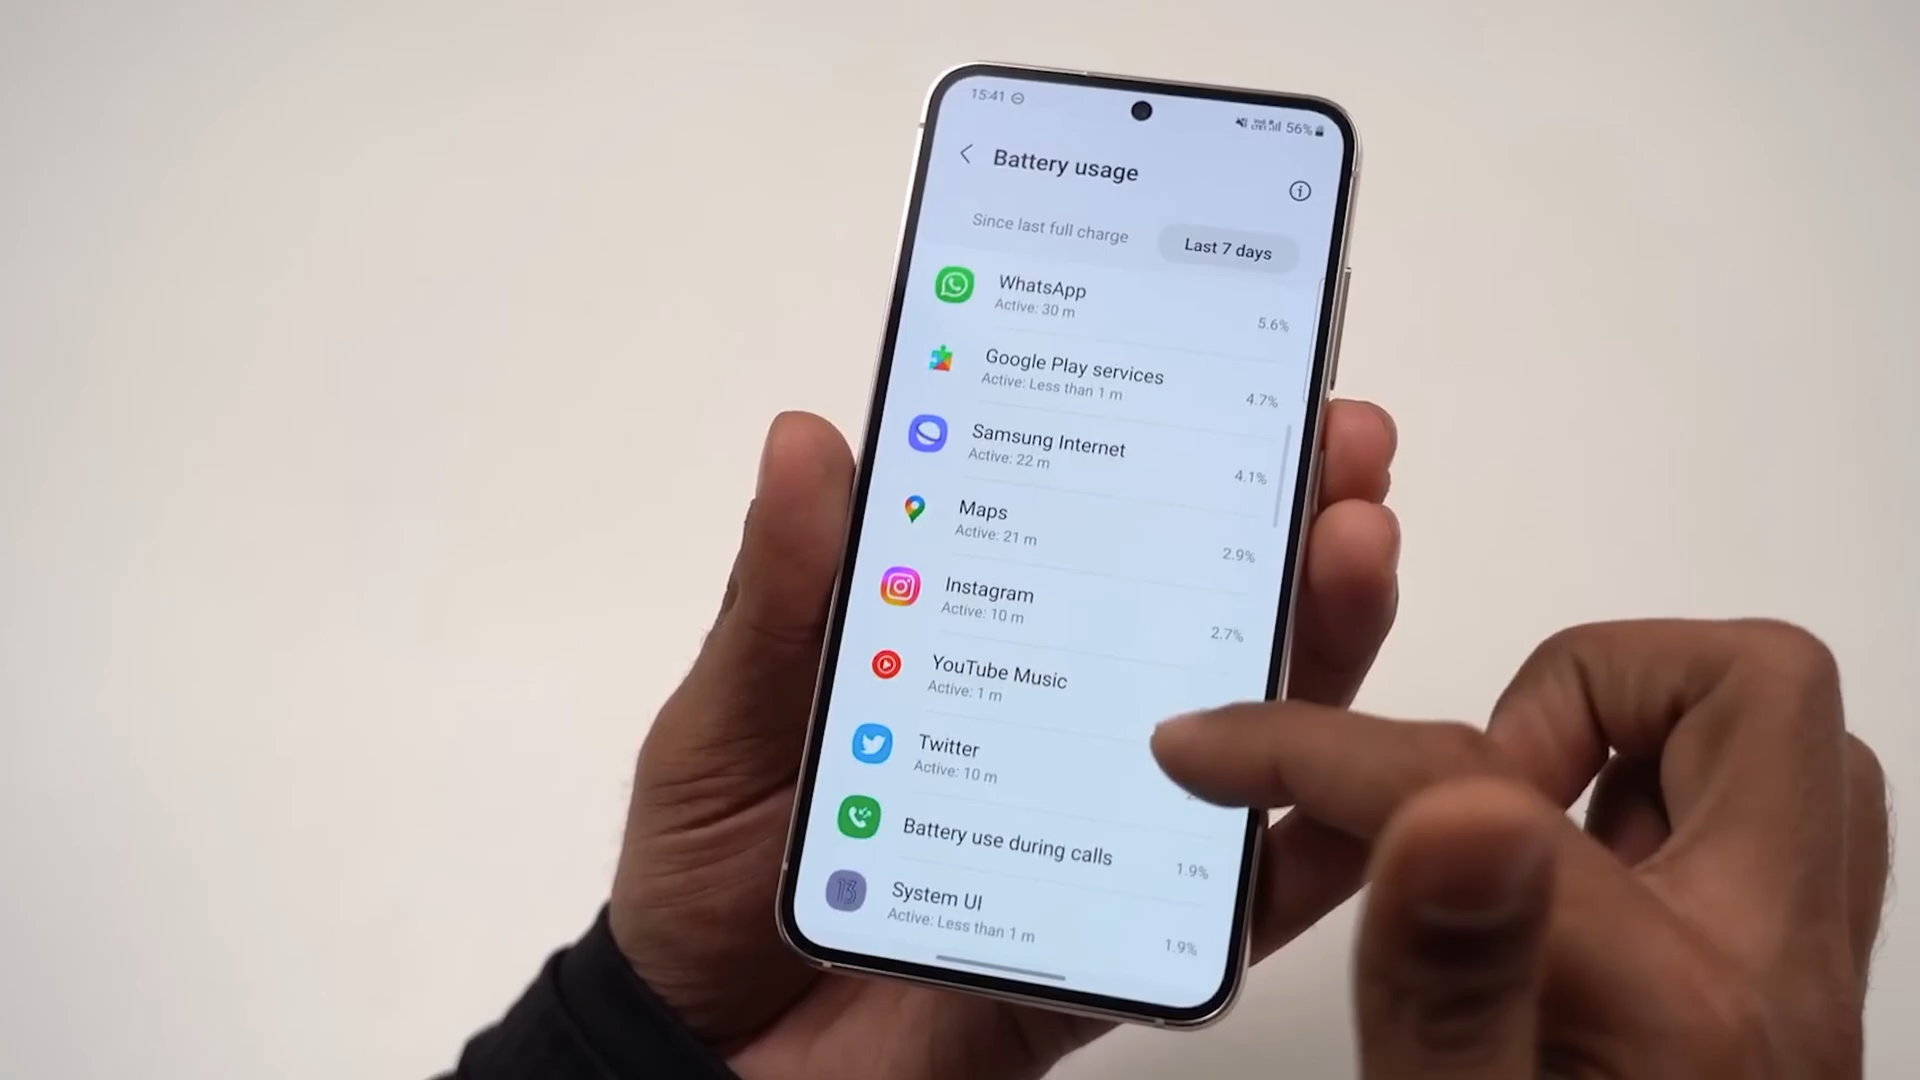 15:41
56%
Battery usage
Since last full charge
Last 7 days
WhatsApp
Active: 30 m
5.6%
Google Play services
Active: Less than 1 m
4.7%
Samsung Internet
Active: 22 m
4.1%
Maps
Active: 21 m
2.9%
Instagram
Active: 10 m
2.7%
YouTube Music
Active: 1 m
Twitter
Active: 10 m
Battery use during calls
1.9%
13
System UI
Active: Less than 1 m
1.9%